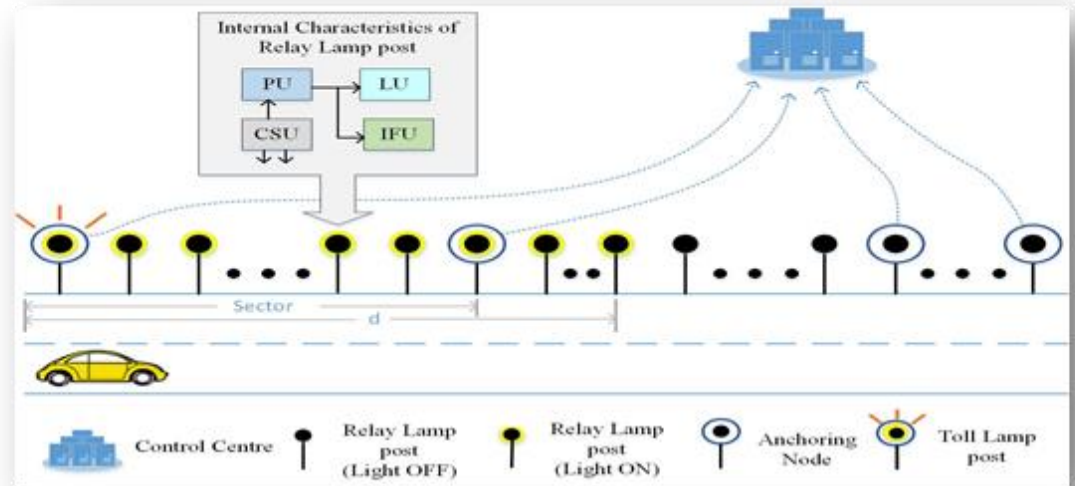 Internal Characteristics of
Relay Lamp post
PU
LU
CSU
IFU
Sector
d
Control Centre
Relay Lamp
post
(Light OFF)
Relay Lamp
post
(Light ON)
Anchoring
Node
Toll Lamp
post